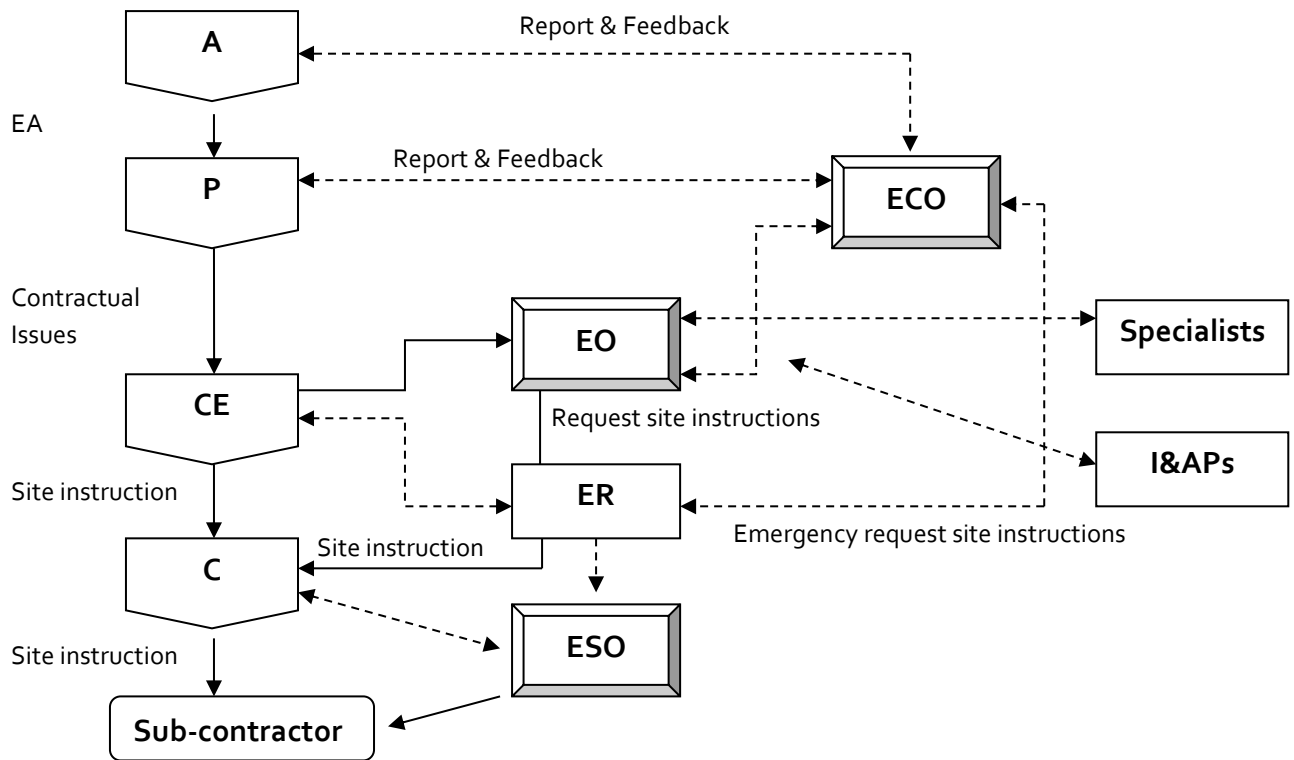 Report & Feedback
A
EA
Report & Feedback
P
ECO
Contractual
Issues
EO
Specialists
CE
Request site instructions
I&APs
Site instruction
ER
Emergency request site instructions
Site instruction
C
ESO
Site instruction
Sub-contractor